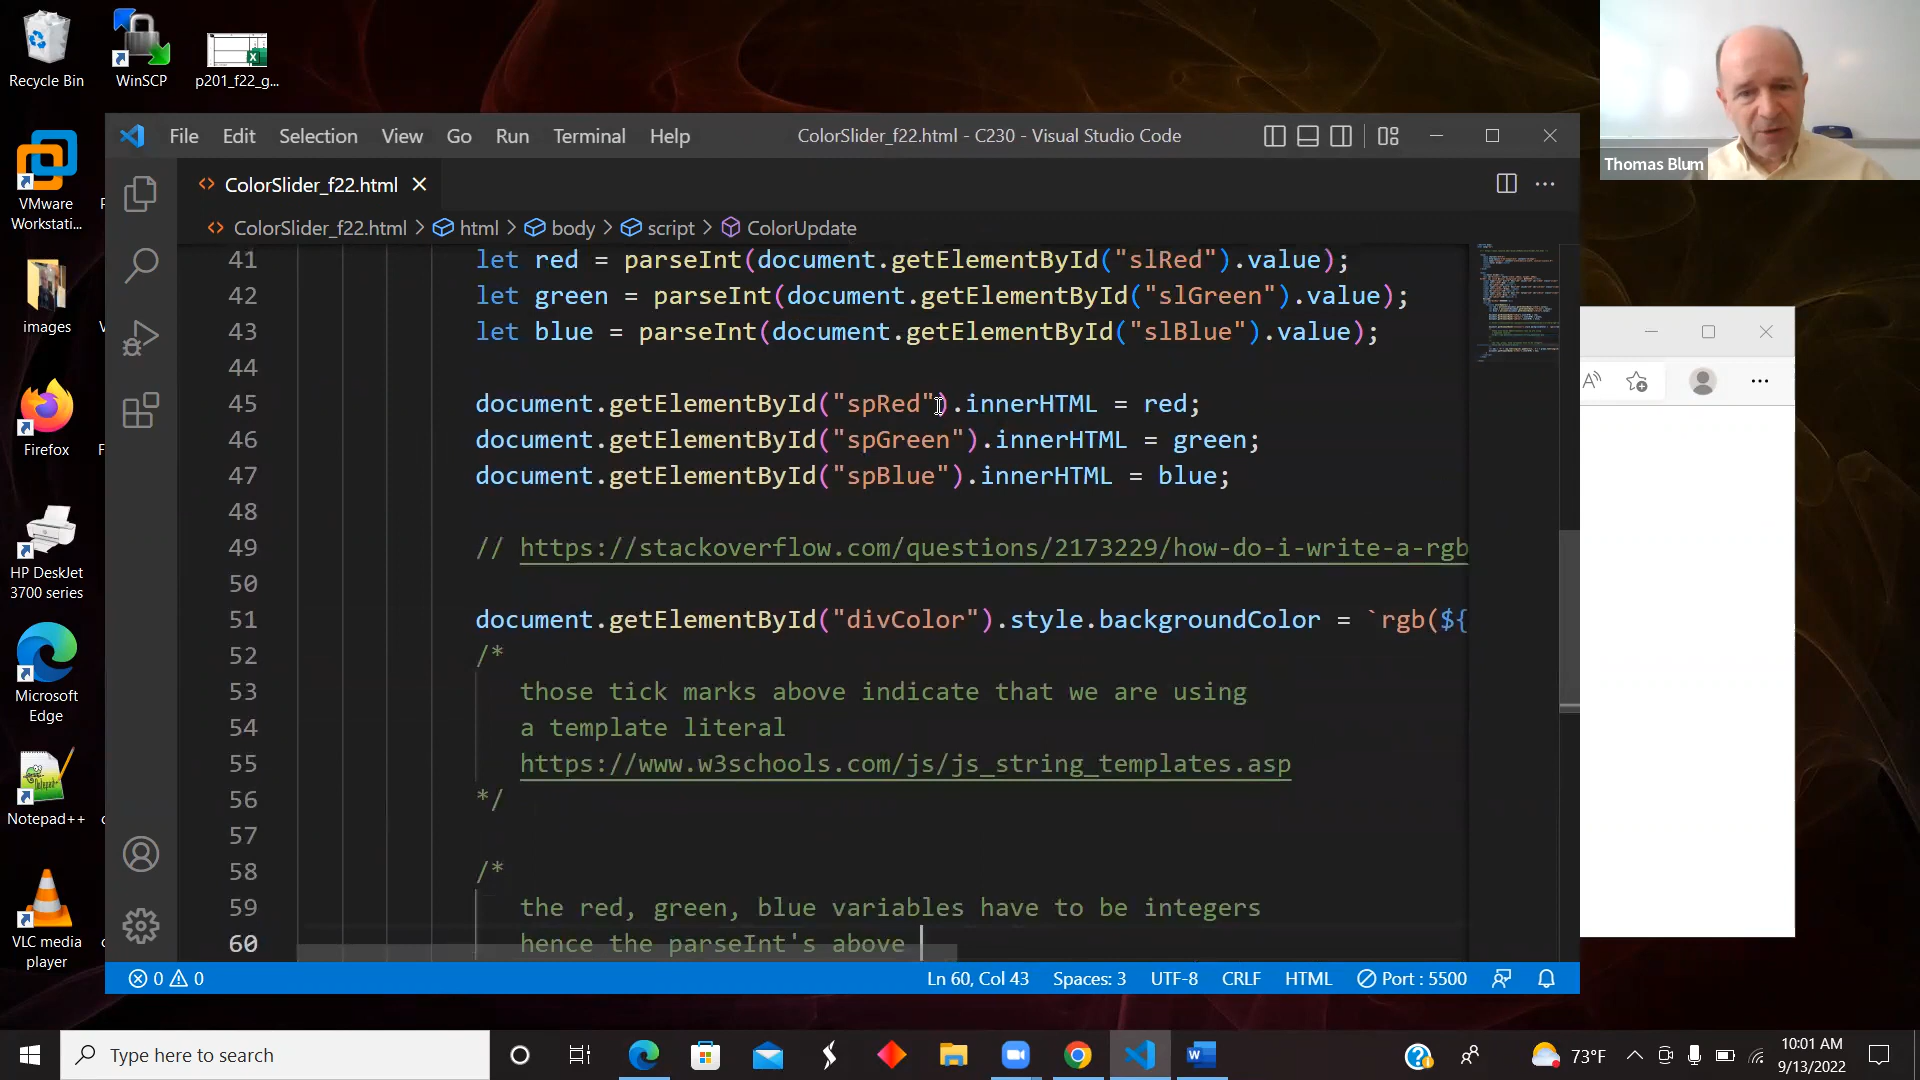 Recycle Bin
WinSCP
p201_f22_g...
VMware
Workstati...
images
Firefox
HP DeskJet
3700 series
Microsoft
Edge
Notepad++
VLC media
player
File Edit Selection View Go Run Terminal Help
ColorSlider_f22.html - C230 - Visual Studio Code
ColorSlider_f22.html
ColorSlider_f22.html > html > body > script > ColorUpdate
41 let red = parseInt(document.getElementById("slRed").value);
42 let green = parseInt(document.getElementById("slGreen").value);
43 let blue = parseInt(document.getElementById("slBlue").value);
44
45 document.getElementById("spRed").innerHTML = red;
46 document.getElementById("spGreen").innerHTML = green;
47 document.getElementById("spBlue").innerHTML = blue;
48
49 // https://stackoverflow.com/questions/2173229/how-do-i-write-a-rgb
50
51 document.getElementById("divColor").style.backgroundColor = `rgb(${
52 /*
53 those tick marks above indicate that we are using
54 a template literal
55 https://www.w3schools.com/js/js_string_templates.asp
56 */
57
58 /*
59 the red, green, blue variables have to be integers
60 hence the parseInt's above
0 0
Ln 60, Col 43 Spaces: 3 UTF-8 CRLF HTML Port : 5500
Thomas Blum
Type here to search
73°F
10:01 AM
9/13/2022